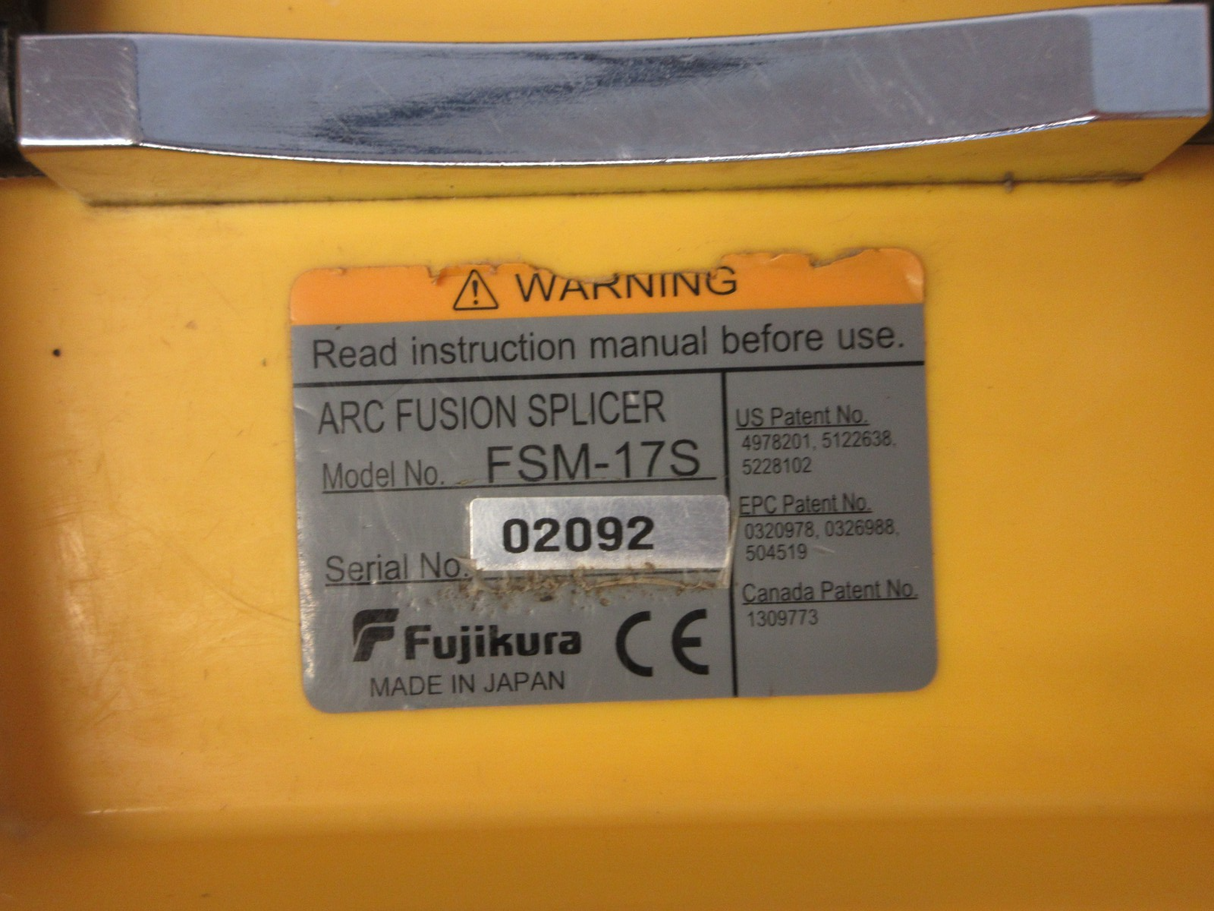 WARNING
Read instruction manual before use.
ARC FUSION SPLICER
Model No. FSM-17S
Serial No. 02092
Fujikura CE
MADE IN JAPAN
US Patent No.
4978201, 5122638,
5228102
EPC Patent No.
0320978, 0326988,
504519
Canada Patent No.
1309773